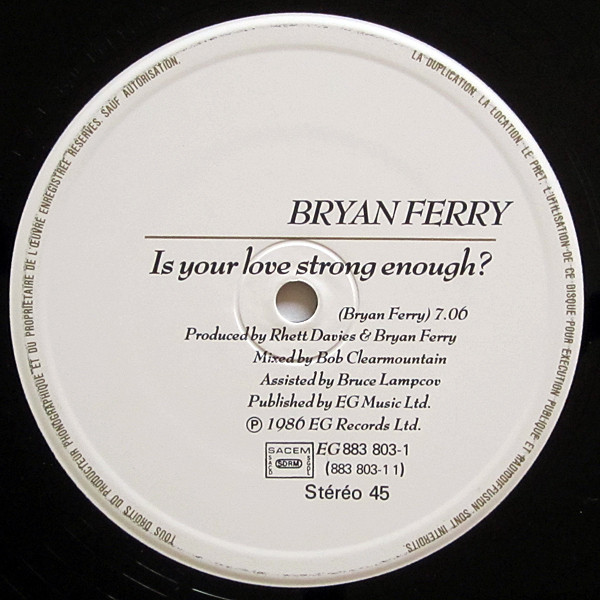 BRYAN FERRY
Is your love strong enough?
(Bryan Ferry) 7.06
Produced by Rhett Davies & Bryan Ferry
Mixed by Bob Clearmountain
Assisted by Bruce Lampcov
Published by EG Music Ltd.
Ⓟ 1986 EG Records Ltd.
SACEM
SACD
SDRM
SGDL
EG 883 803-1
(883 803-1 1)
Stéréo 45
TOUS DROITS DU PRODUCTEUR PHONOGRAPHIQUE ET DU PROPRIETAIRE DE L'ŒUVRE ENREGISTREE RESERVES. SAUF AUTORISATION,
LA DUPLICATION, LA LOCATION, LE PRET, L'UTILISATION DE CE DISQUE POUR EXECUTION PUBLIQUE ET RADIODIFFUSION SONT INTERDITS.